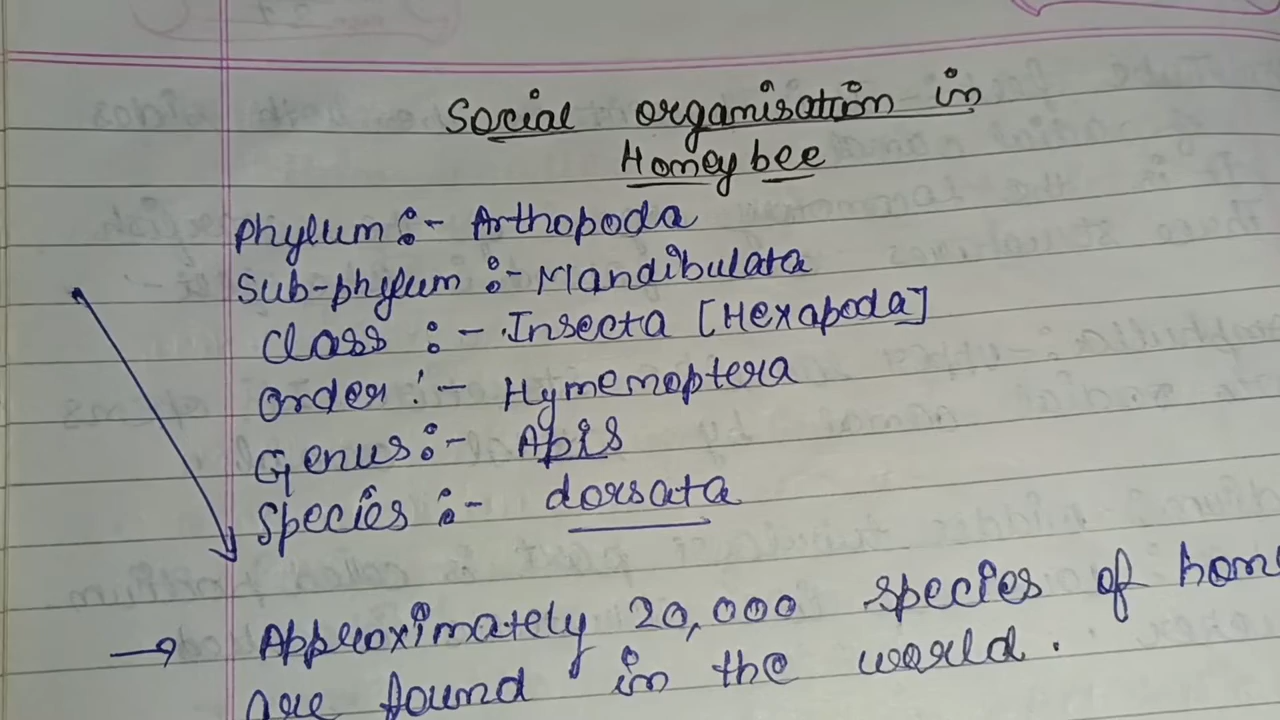 Social organisation in
Honeybee
Phylum :- Arthopoda
Sub-phylum :- Mandibulata
Class :- Insecta [Hexapoda]
Order :- Hymenoptera
Genus :- Apis
Species :- dorsata
→ Approximately 20,000 species of hon
are found in the world.